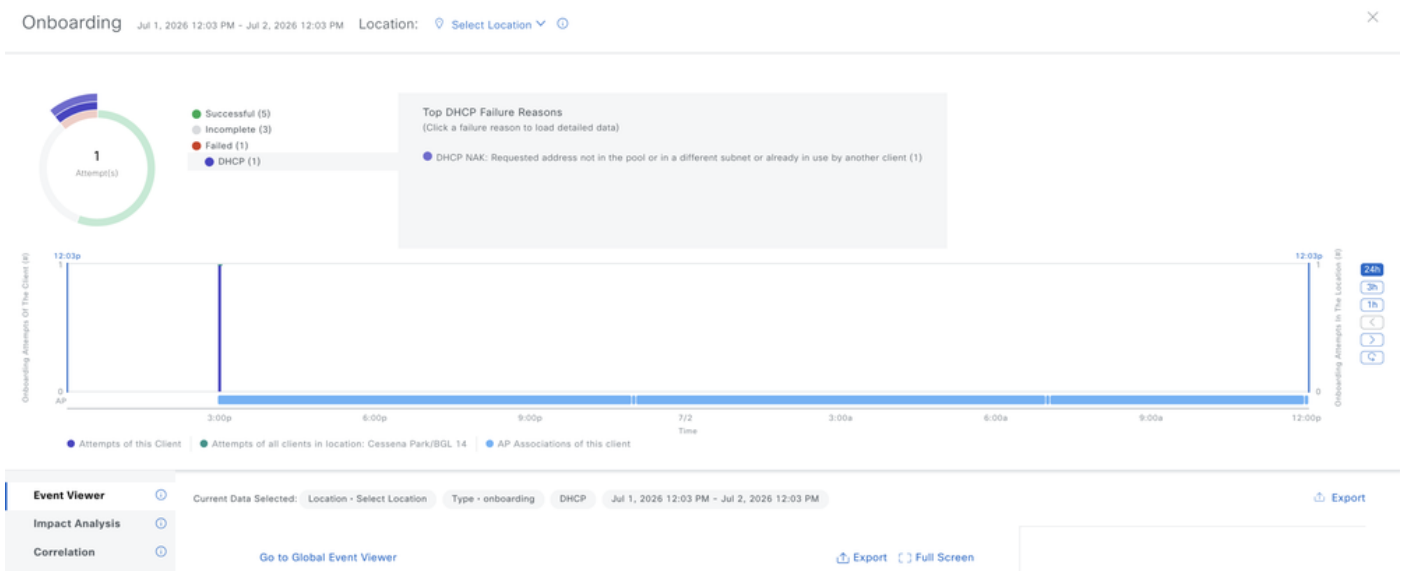 Onboarding Jul 1, 2026 12:03 PM - Jul 2, 2026 12:03 PM Location: Select Location
Successful (5)
Incomplete (3)
Failed (1)
DHCP (1)
1
Attempt(s)
Top DHCP Failure Reasons
(Click a failure reason to load detailed data)
DHCP NAK: Requested address not in the pool or in a different subnet or already in use by another client (1)
Onboarding Attempts Of The Client (#)
12:03p
1
0
AP
12:03p
1
0
Onboarding Attempts In The Location (#)
24h
3h
1h
3:00p 6:00p 9:00p 7/2 3:00a 6:00a 9:00a 12:00p
Time
Attempts of this Client Attempts of all clients in location: Cessena Park/BGL 14 AP Associations of this client
Event Viewer
Impact Analysis
Correlation
Current Data Selected: Location - Select Location Type - onboarding DHCP Jul 1, 2026 12:03 PM - Jul 2, 2026 12:03 PM Export
Go to Global Event Viewer Export Full Screen